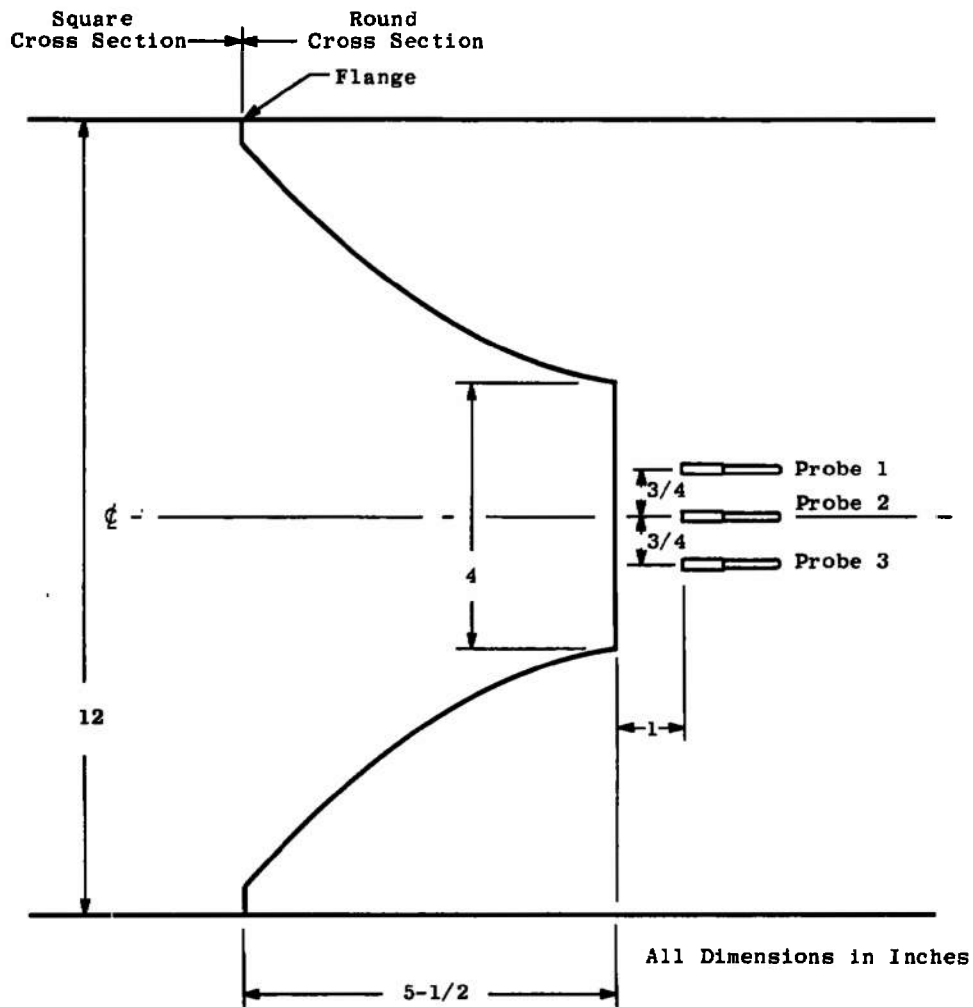 Square
Cross Section
Round
Cross Section
Flange
Probe 1
3/4
Probe 2
℄
3/4
Probe 3
4
12
1
All Dimensions in Inches
5-1/2